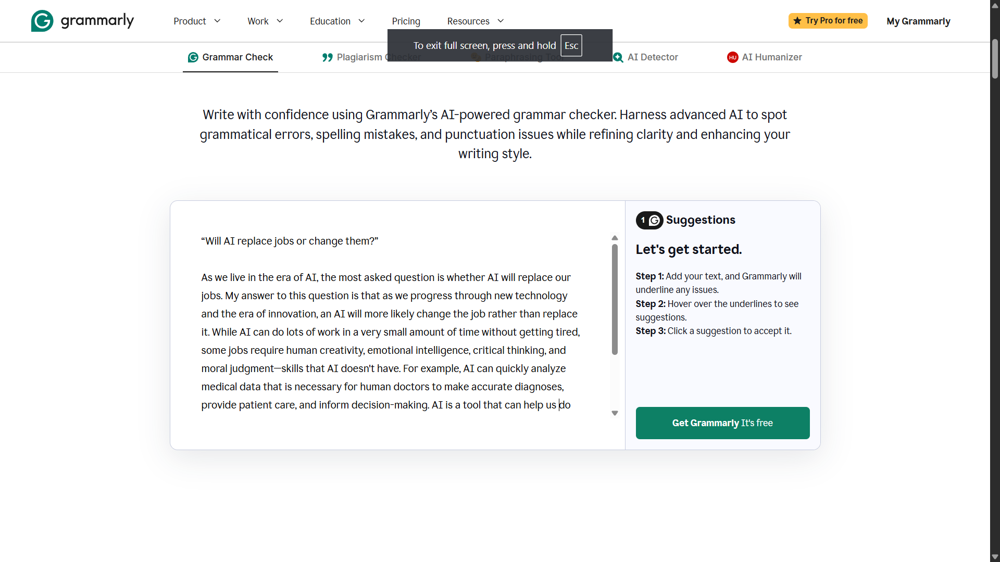 grammarly
Product
Work
Education
Pricing
Resources
Try Pro for free
My Grammarly
To exit full screen, press and hold Esc
Grammar Check
Plagiarism Checker
Paraphrasing Tool
AI Detector
HU AI Humanizer
Write with confidence using Grammarly’s AI-powered grammar checker. Harness advanced AI to spot
grammatical errors, spelling mistakes, and punctuation issues while refining clarity and enhancing your
writing style.
“Will AI replace jobs or change them?”
As we live in the era of AI, the most asked question is whether AI will replace our
jobs. My answer to this question is that as we progress through new technology
and the era of innovation, an AI will more likely change the job rather than replace
it. While AI can do lots of work in a very small amount of time without getting tired,
some jobs require human creativity, emotional intelligence, critical thinking, and
moral judgment—skills that AI doesn't have. For example, AI can quickly analyze
medical data that is necessary for human doctors to make accurate diagnoses,
provide patient care, and inform decision-making. AI is a tool that can help us do
1 Suggestions
Let's get started.
Step 1: Add your text, and Grammarly will
underline any issues.
Step 2: Hover over the underlines to see
suggestions.
Step 3: Click a suggestion to accept it.
Get Grammarly It's free